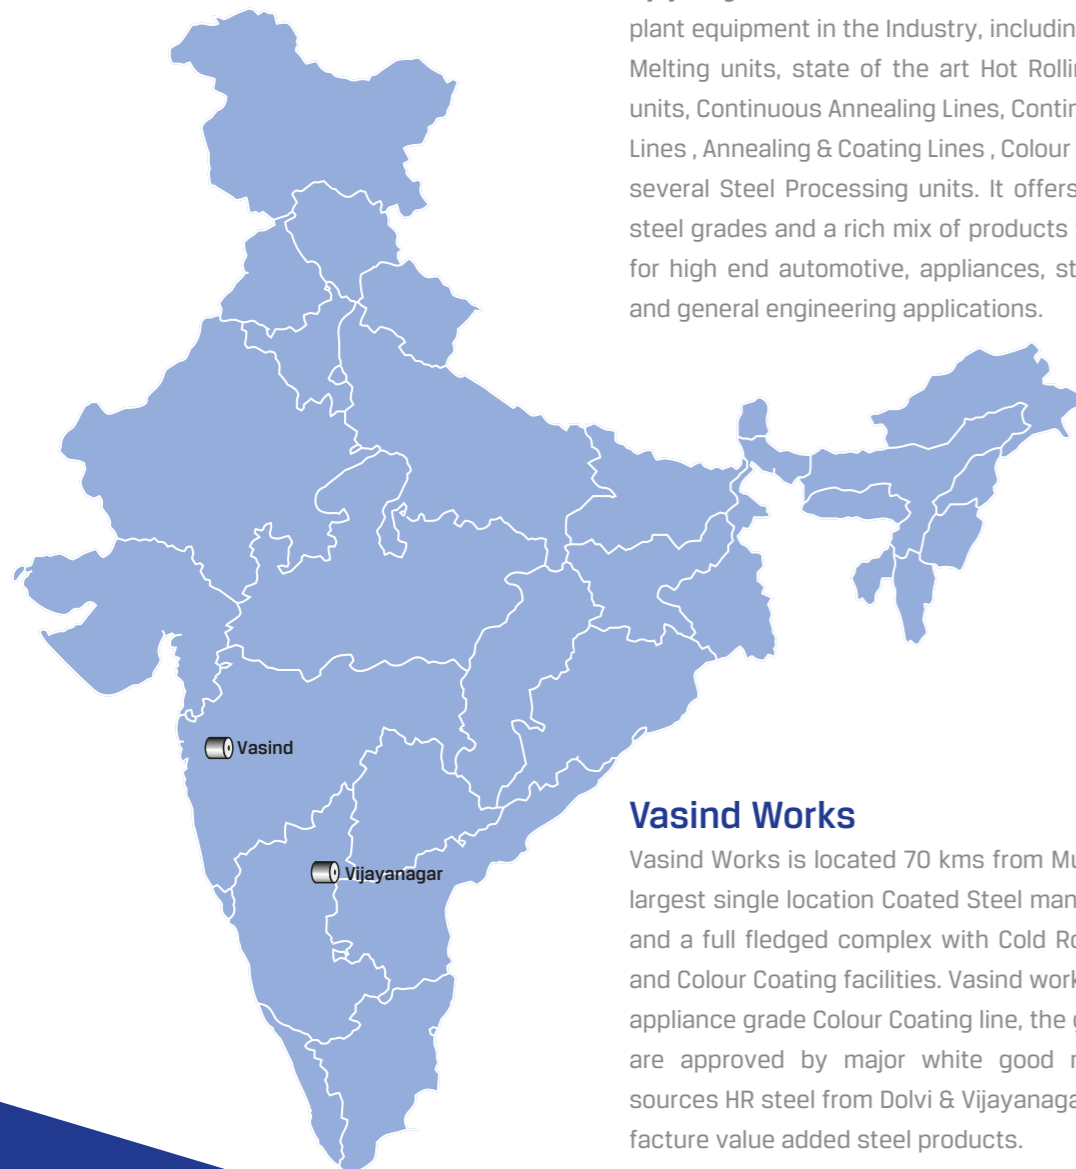 plant equipment in the Industry, includin
Melting units, state of the art Hot Rollin
units, Continuous Annealing Lines, Contin
Lines , Annealing & Coating Lines , Colour
several Steel Processing units. It offers
steel grades and a rich mix of products
for high end automotive, appliances, st
and general engineering applications.
Vasind
Vijayanagar
Vasind Works
Vasind Works is located 70 kms from Mu
largest single location Coated Steel man
and a full fledged complex with Cold Ro
and Colour Coating facilities. Vasind work
appliance grade Colour Coating line, the g
are approved by major white good m
sources HR steel from Dolvi & Vijayanaga
facture value added steel products.